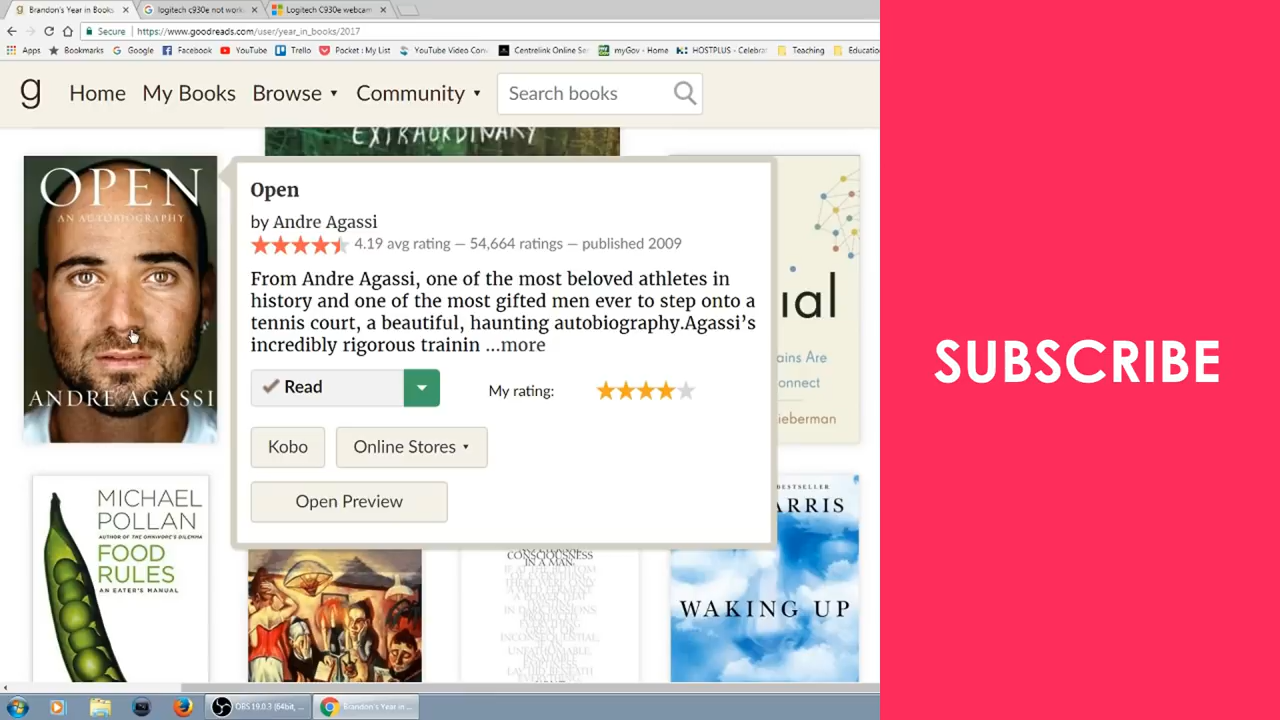 Brandon's Year in Books
logitech c930e not work
Logitech C930e webcam
Secure
https://www.goodreads.com/user/year_in_books/2017
Apps
Bookmarks
Google
Facebook
YouTube
Trello
Pocket : My List
YouTube Video Con
Centrelink Online Se
myGov - Home
HOSTPLUS - Celebra
Teaching
Educatio
g
Home
My Books
Browse
Community
Search books
EXTRAORDINARY
OPEN
AN AUTOBIOGRAPHY
ANDRE AGASSI
Open
by Andre Agassi
4.19 avg rating — 54,664 ratings — published 2009
From Andre Agassi, one of the most beloved athletes in
history and one of the most gifted men ever to step onto a
tennis court, a beautiful, haunting autobiography.Agassi's
incredibly rigorous trainin ...more
Read
My rating:
Kobo
Online Stores
Open Preview
ial
ains Are
onnect
ieberman
SUBSCRIBE
MICHAEL
POLLAN
AUTHOR OF THE OMNIVORE'S DILEMMA
FOOD
RULES
AN EATER'S MANUAL
CONSCIOUSNESS
IN A MAN.
BESTSELLER
ARRIS
WAKING UP
OBS 19.0.3 (64bit, ...
Brandon's Year in ...